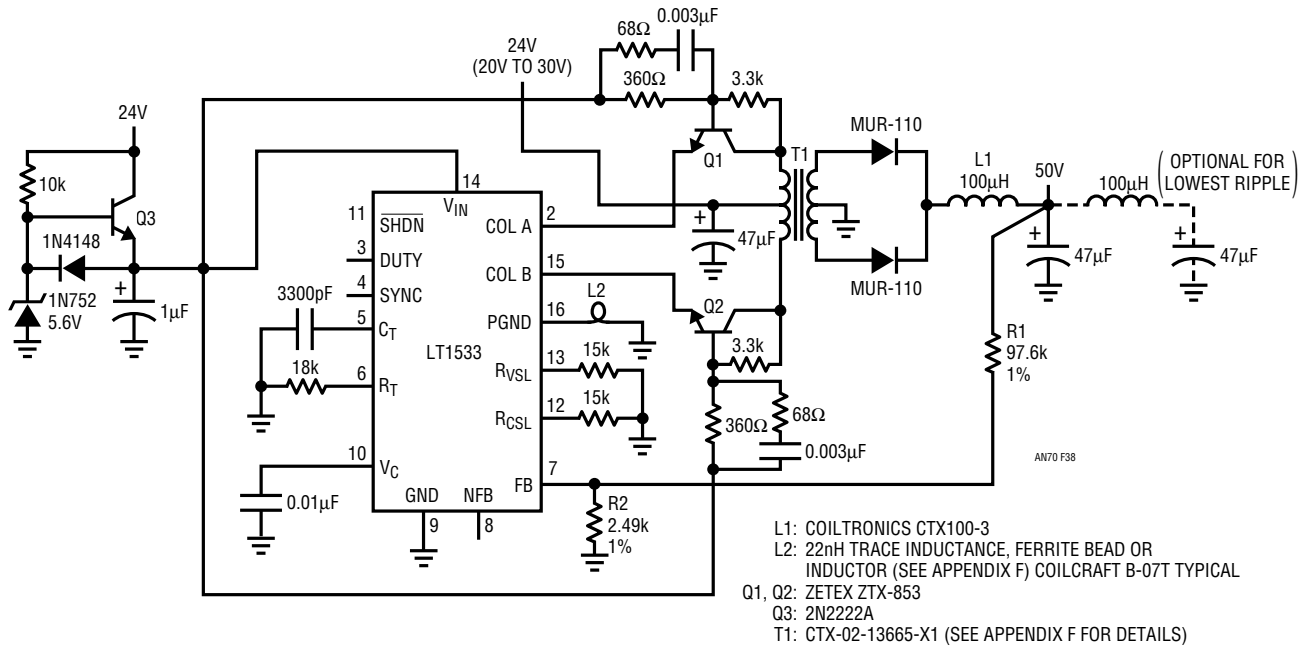 0.003µF
68Ω
24V
(20V TO 30V)
360Ω
3.3k
24V
MUR-110
Q1
T1
L1
100µH
50V
100µH
(OPTIONAL FOR
LOWEST RIPPLE)
10k
Q3
14
VIN
11
SHDN
COL A
2
+
47µF
+
47µF
+
47µF
1N4148
3
DUTY
COL B
15
MUR-110
1N752
5.6V
+
1µF
3300pF
4
SYNC
L2
Q2
PGND
16
5
CT
LT1533
3.3k
R1
97.6k
1%
18k
6
RT
RVSL
13
15k
RCSL
12
15k
360Ω
68Ω
0.003µF
AN70 F38
10
VC
0.01µF
GND
NFB
FB
7
9
8
R2
2.49k
1%
L1: COILTRONICS CTX100-3
L2: 22nH TRACE INDUCTANCE, FERRITE BEAD OR
INDUCTOR (SEE APPENDIX F) COILCRAFT B-07T TYPICAL
Q1, Q2: ZETEX ZTX-853
Q3: 2N2222A
T1: CTX-02-13665-X1 (SEE APPENDIX F FOR DETAILS)